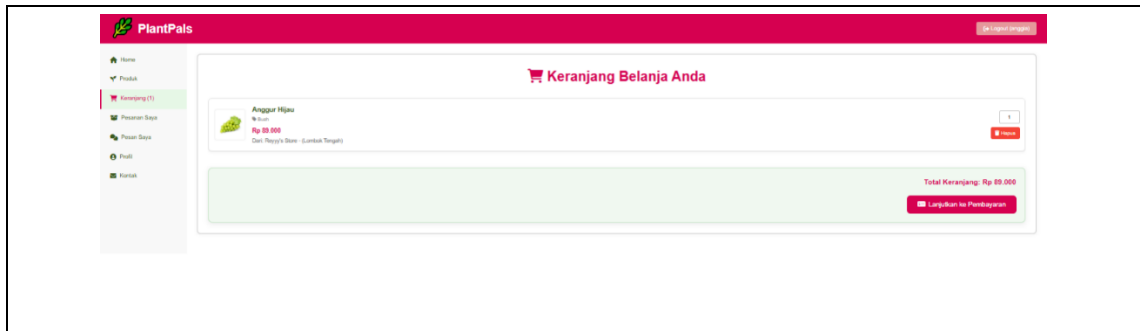 PlantPals
Logout (anggun)
Home
Produk
Keranjang (1)
Pesanan Saya
Pesan Saya
Profil
Kontak
Keranjang Belanja Anda
Anggur Hijau
Buah
Rp 89.000
Dari: Reyyy's Store - (Lombok Tengah)
1
Hapus
Total Keranjang: Rp 89.000
Lanjutkan ke Pembayaran